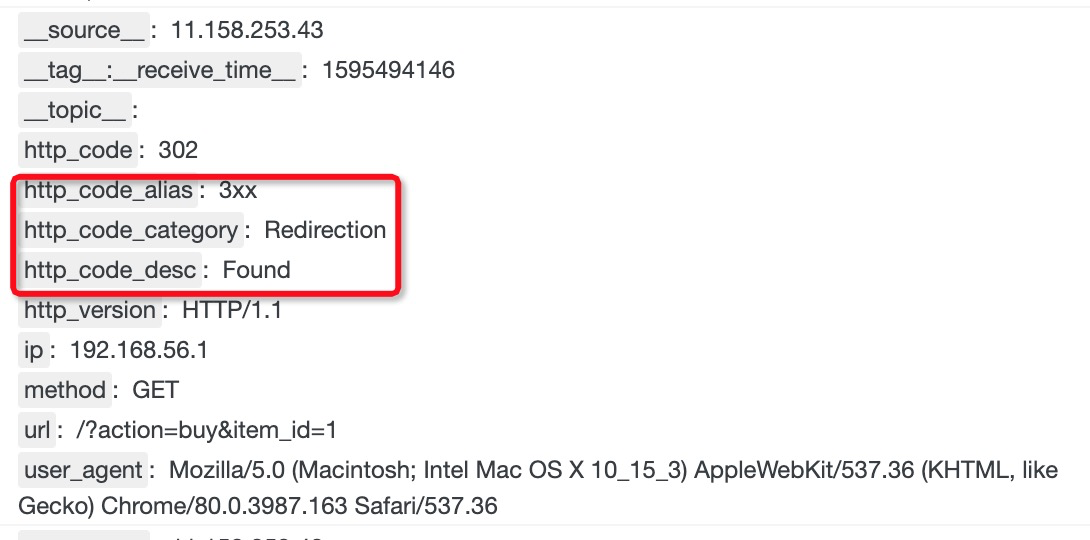 __source__ : 11.158.253.43
__tag__:__receive_time__ : 1595494146
__topic__ :
http_code : 302
http_code_alias : 3xx
http_code_category : Redirection
http_code_desc : Found
http_version : HTTP/1.1
ip : 192.168.56.1
method : GET
url : /?action=buy&item_id=1
user_agent : Mozilla/5.0 (Macintosh; Intel Mac OS X 10_15_3) AppleWebKit/537.36 (KHTML, like
Gecko) Chrome/80.0.3987.163 Safari/537.36